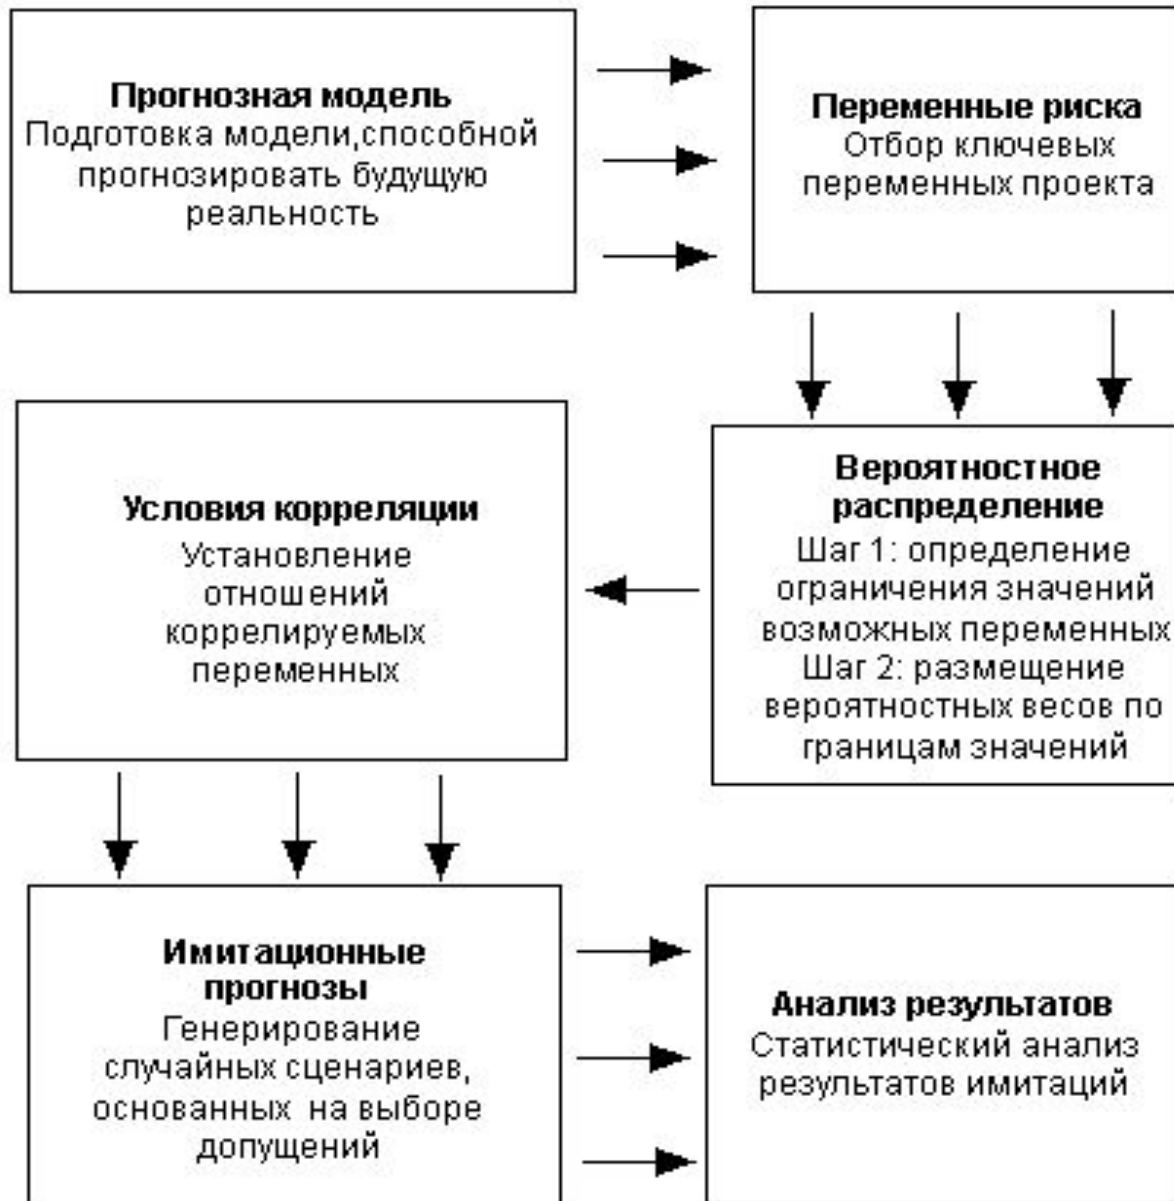 Прогнозная модель
Подготовка модели,способной
прогнозировать будущую
реальность
Переменные риска
Отбор ключевых
переменных проекта
Вероятностное
распределение
Шаг 1: определение
ограничения значений
возможных переменных
Шаг 2: размещение
вероятностных весов по
границам значений
Условия корреляции
Установление
отношений
коррелируемых
переменных
Имитационные
прогнозы
Генерирование
случайных сценариев,
основанных на выборе
допущений
Анализ результатов
Статистический анализ
результатов имитаций